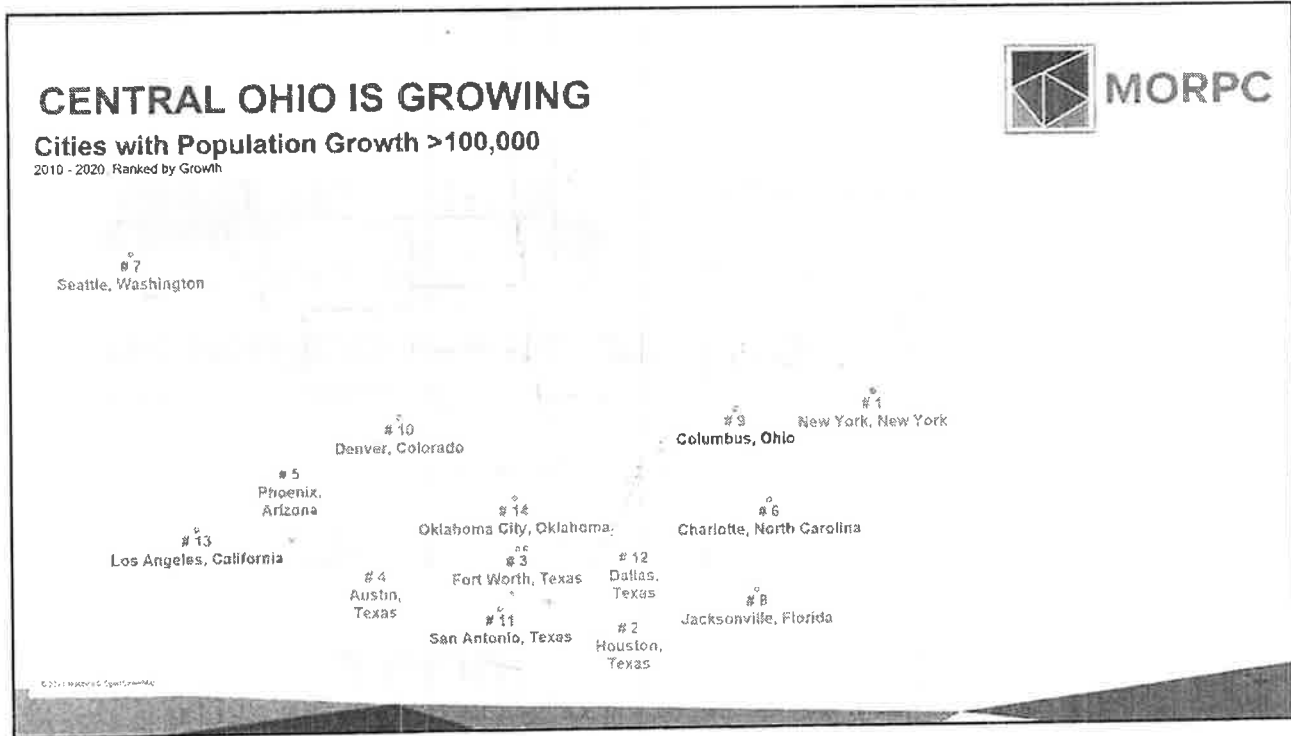 CENTRAL OHIO IS GROWING
MORPC
Cities with Population Growth >100,000
2010 - 2020, Ranked by Growth
# 7
Seattle, Washington
# 1
New York, New York
# 9
Columbus, Ohio
# 10
Denver, Colorado
# 5
Phoenix,
Arizona
# 14
Oklahoma City, Oklahoma
# 6
Charlotte, North Carolina
# 13
Los Angeles, California
# 3
Fort Worth, Texas
# 12
Dallas,
Texas
# 4
Austin,
Texas
# 8
Jacksonville, Florida
# 11
San Antonio, Texas
# 2
Houston,
Texas